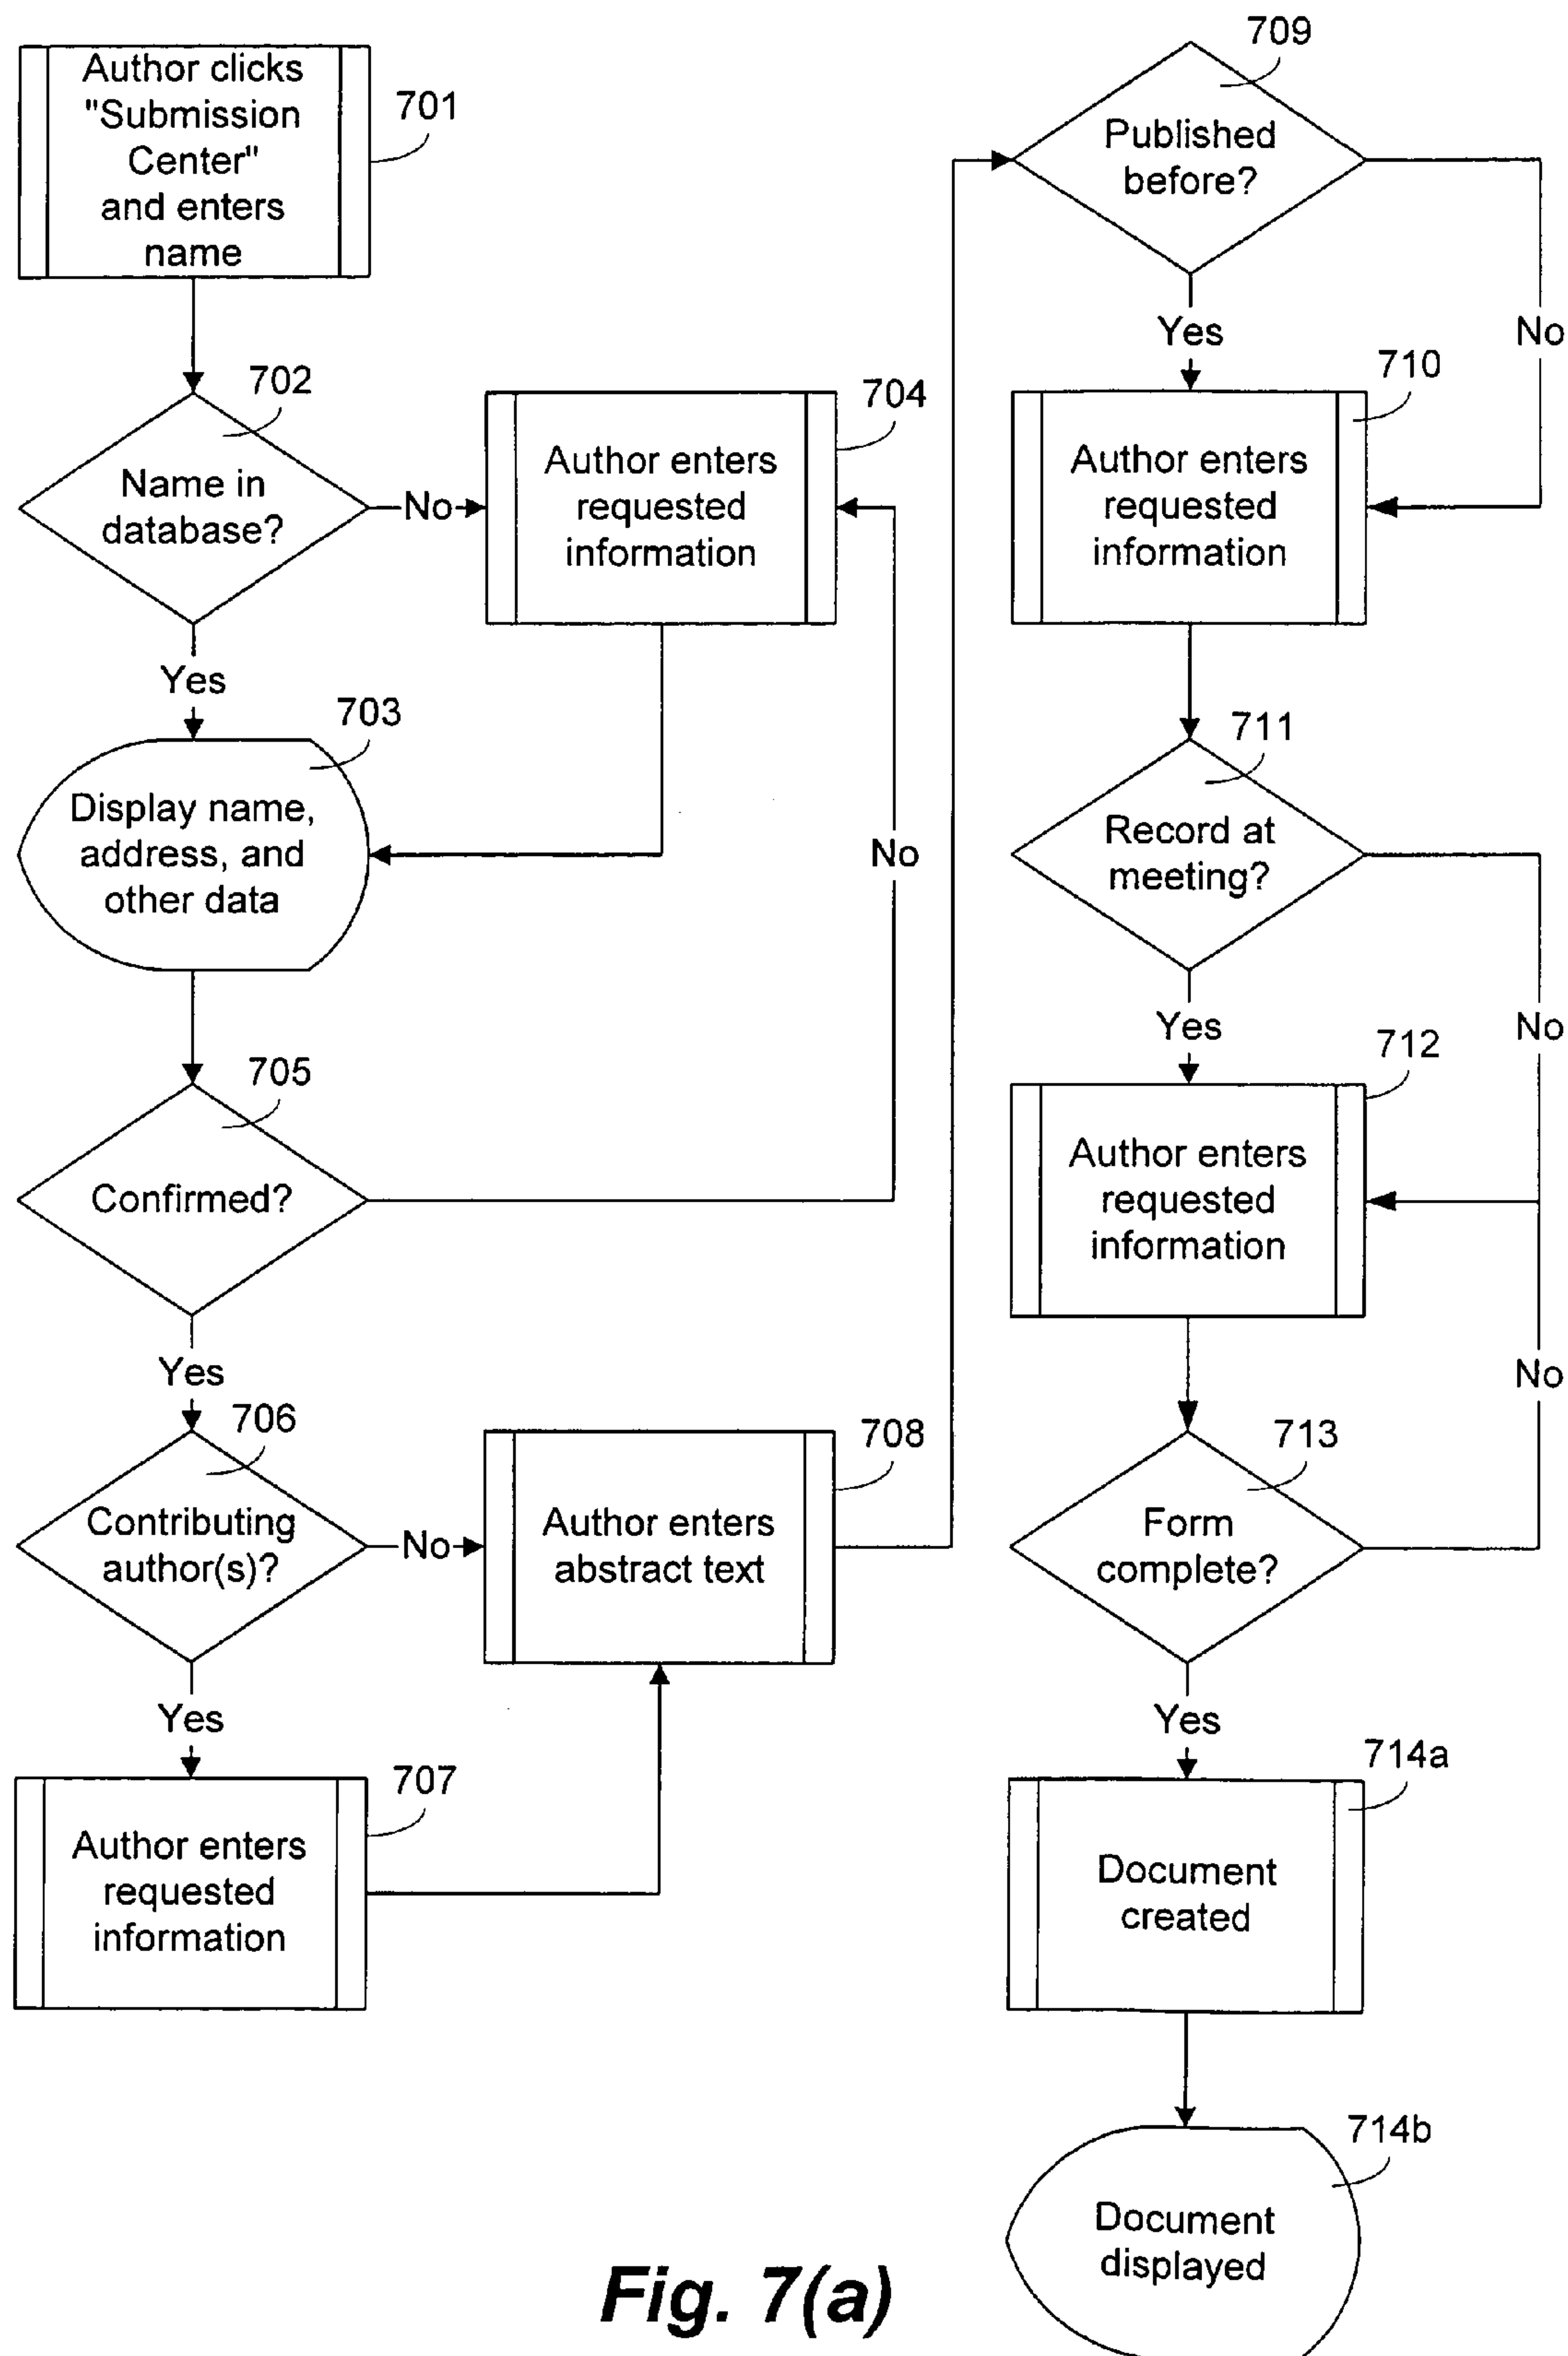 Author clicks
"Submission
Center"
and enters
name
701
702
Name in
database?
No
704
Author enters
requested
information
Yes
703
Display name,
address, and
other data
No
705
Confirmed?
Yes
706
Contributing
author(s)?
No
708
Author enters
abstract text
Yes
707
Author enters
requested
information
709
Published
before?
Yes
No
710
Author enters
requested
information
711
Record at
meeting?
Yes
No
712
Author enters
requested
information
No
713
Form
complete?
Yes
714a
Document
created
714b
Document
displayed
Fig. 7(a)